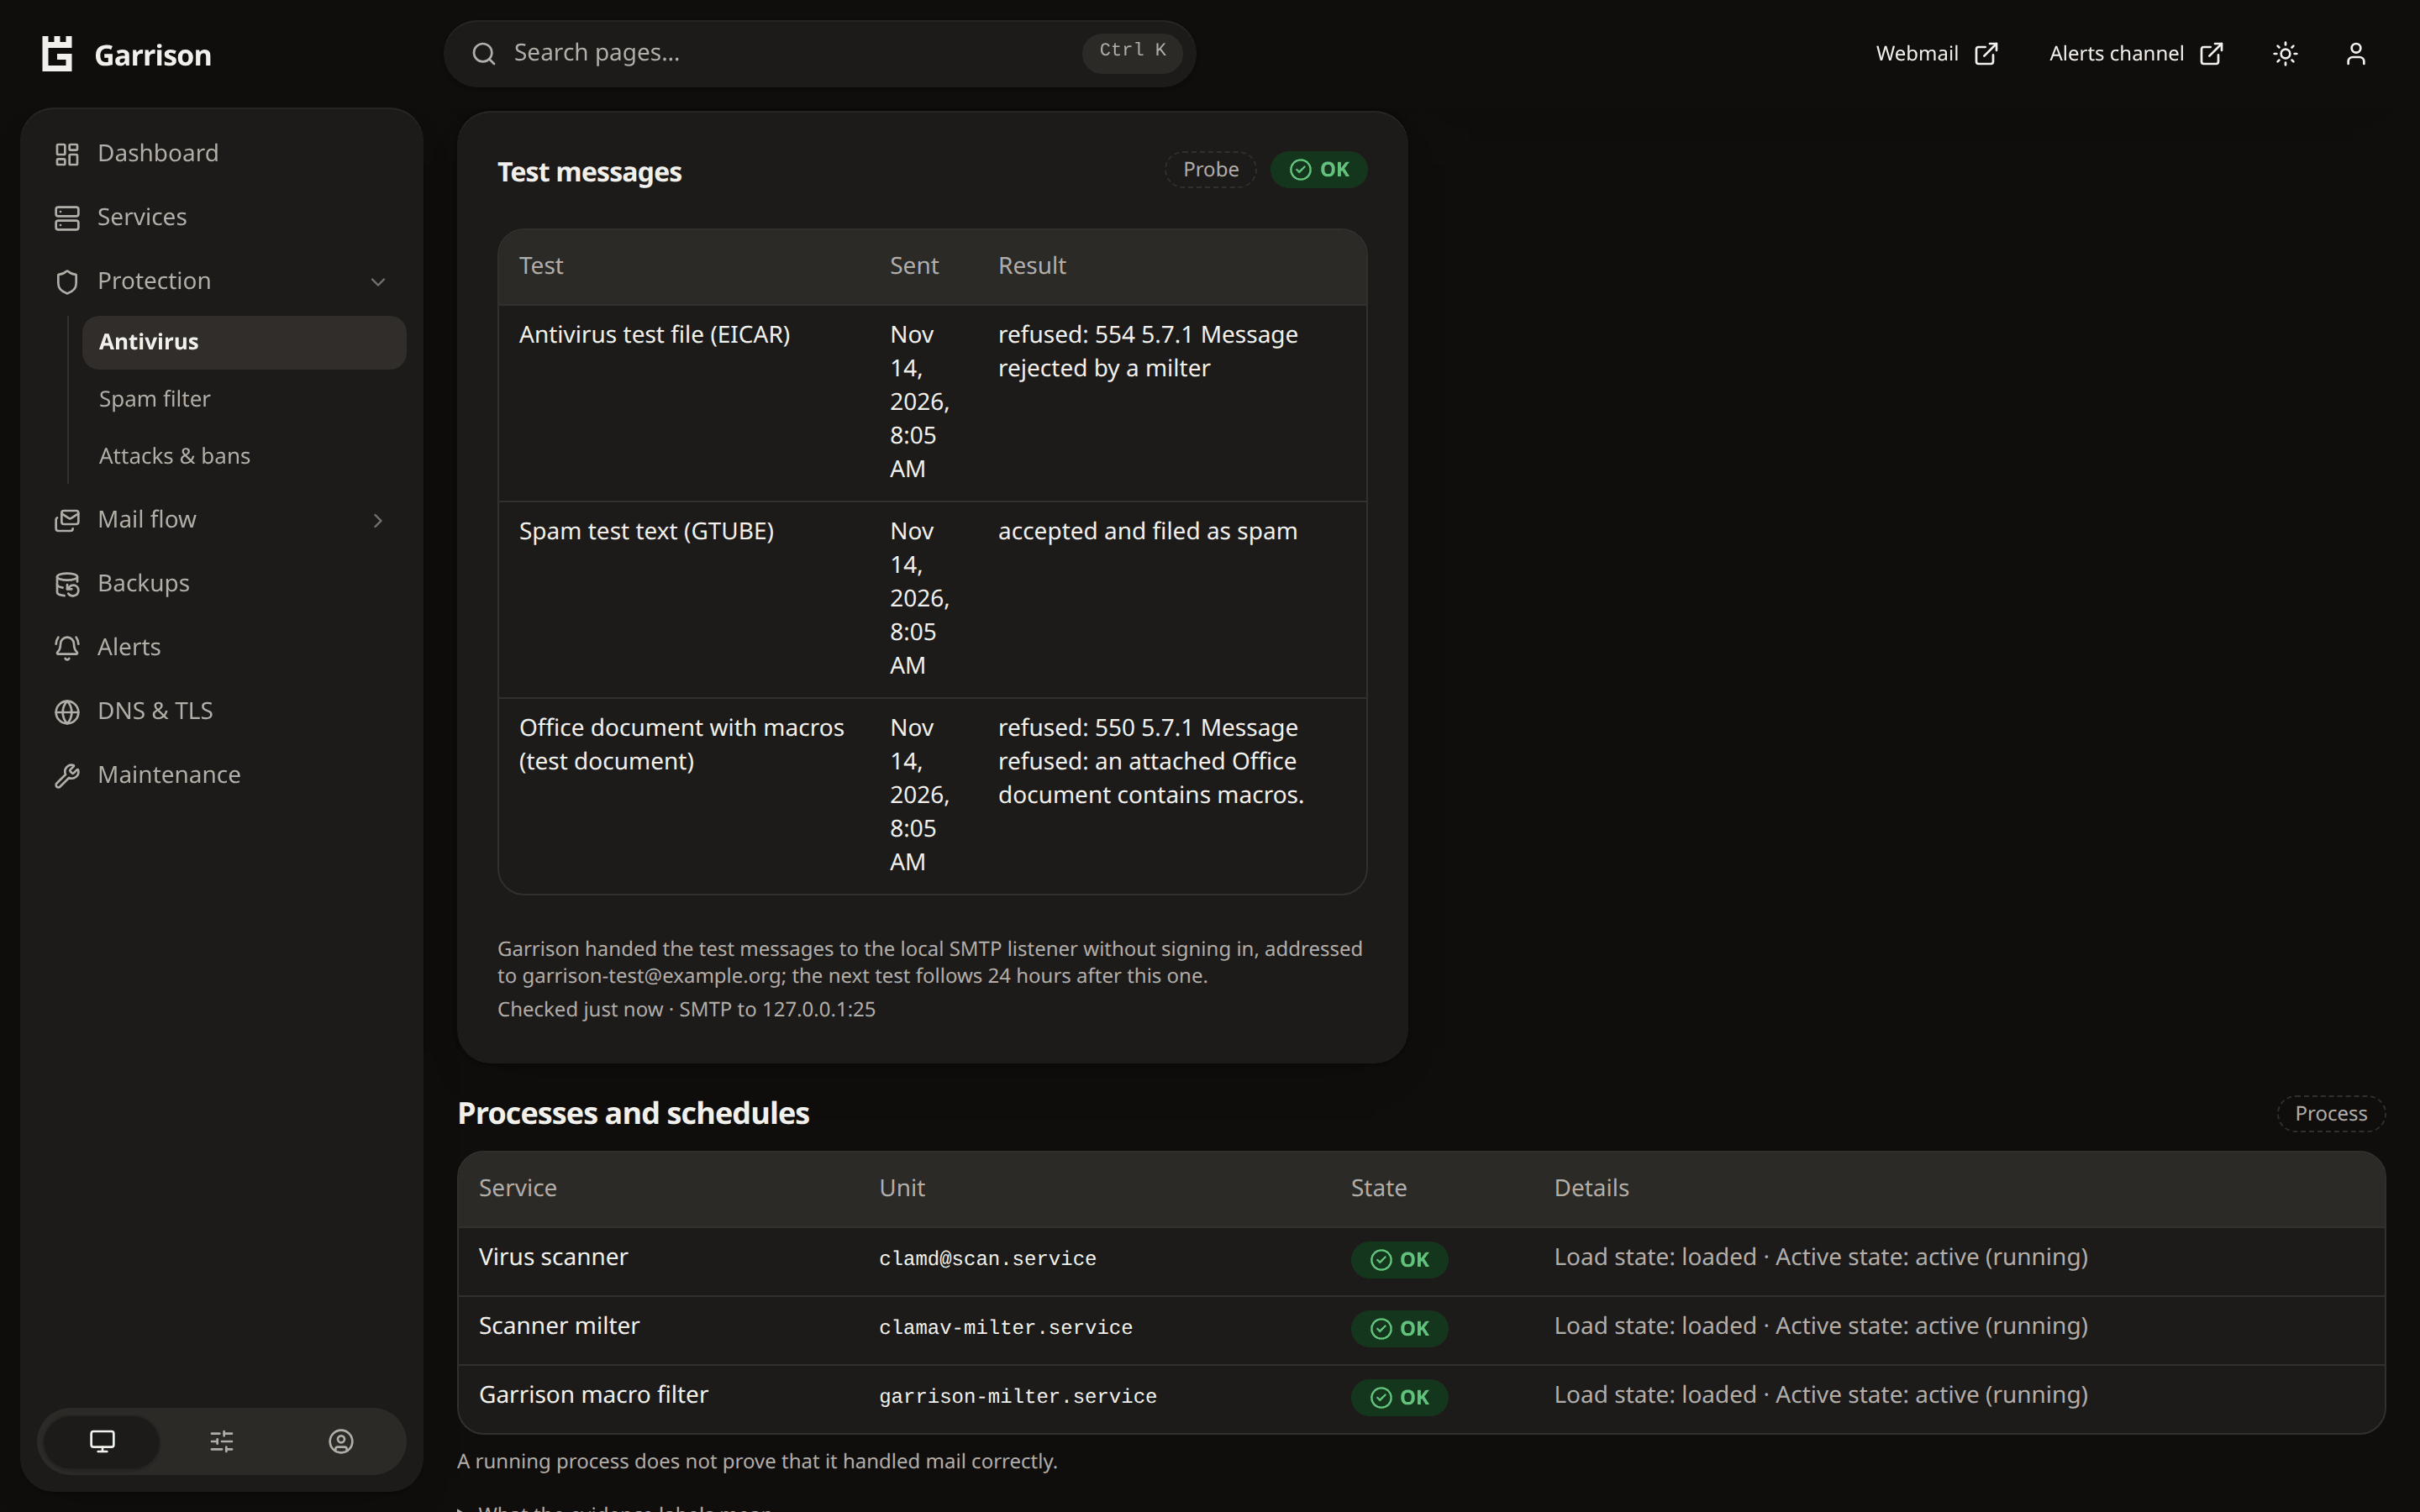 Garrison
Search pages...
Ctrl K
Webmail
Alerts channel
Dashboard
Services
Protection
Antivirus
Spam filter
Attacks & bans
Mail flow
Backups
Alerts
DNS & TLS
Maintenance
Test messages
Probe
OK
Test
Sent
Result
Antivirus test file (EICAR)
Nov
14,
2026,
8:05
AM
refused: 554 5.7.1 Message
rejected by a milter
Spam test text (GTUBE)
Nov
14,
2026,
8:05
AM
accepted and filed as spam
Office document with macros
(test document)
Nov
14,
2026,
8:05
AM
refused: 550 5.7.1 Message
refused: an attached Office
document contains macros.
Garrison handed the test messages to the local SMTP listener without signing in, addressed
to garrison-test@example.org; the next test follows 24 hours after this one.
Checked just now · SMTP to 127.0.0.1:25
Processes and schedules
Process
Service
Unit
State
Details
Virus scanner
clamd@scan.service
OK
Load state: loaded · Active state: active (running)
Scanner milter
clamav-milter.service
OK
Load state: loaded · Active state: active (running)
Garrison macro filter
garrison-milter.service
OK
Load state: loaded · Active state: active (running)
A running process does not prove that it handled mail correctly.
What the evidence labels mean